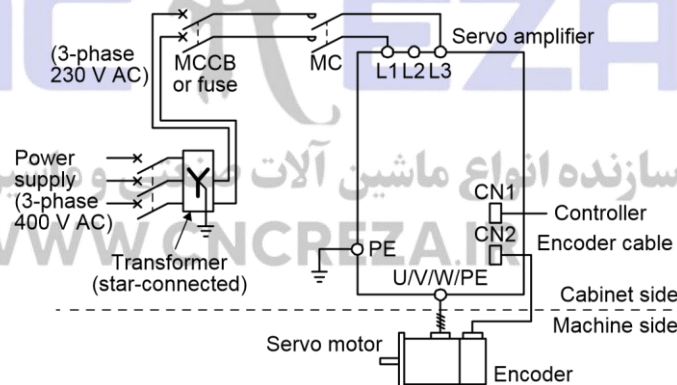 (3-phase
230 V AC)
MCCB
or fuse
MC
Servo amplifier
L1 L2 L3
Power
supply
(3-phase
400 V AC)
سازنده انواع ماشین آلات صنعتی و ماشین
CN1
Controller
CN2
Encoder cable
WWW.CNCREZA.IR
PE
Transformer
(star-connected)
U/V/W/PE
Cabinet side
Machine side
Servo motor
Encoder